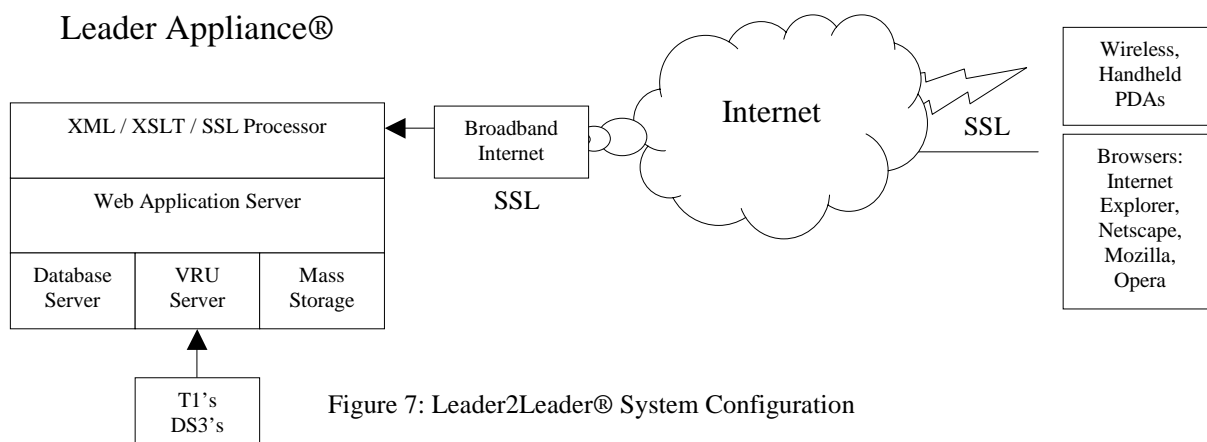 Leader Appliance®
XML / XSLT / SSL Processor
Web Application Server
Database
Server
VRU
Server
Mass
Storage
T1's
DS3's
Broadband
Internet
SSL
Internet
SSL
Wireless,
Handheld
PDAs
Browsers:
Internet
Explorer,
Netscape,
Mozilla,
Opera
Figure 7: Leader2Leader® System Configuration